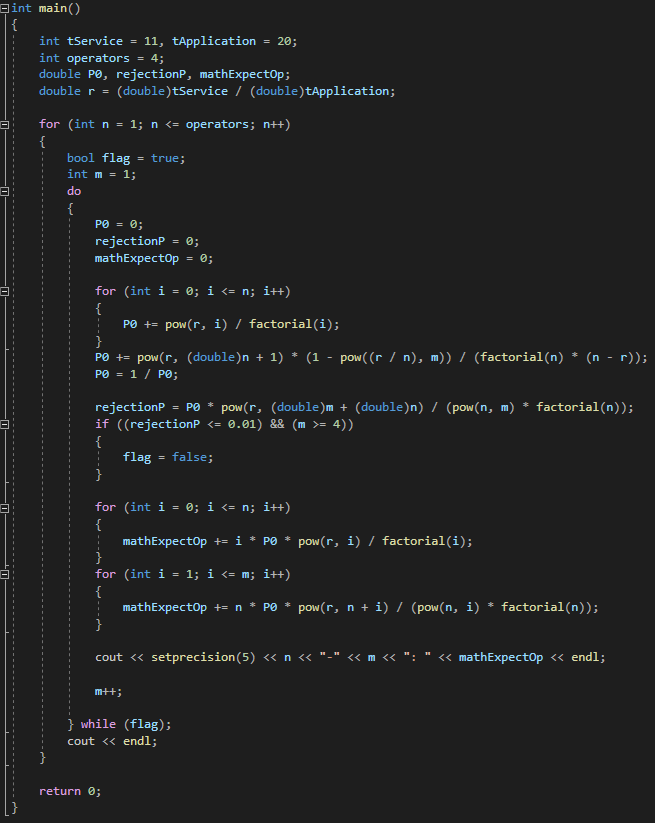 int main()
{
    int tService = 11, tApplication = 20;
    int operators = 4;
    double P0, rejectionP, mathExpectOp;
    double r = (double)tService / (double)tApplication;

    for (int n = 1; n <= operators; n++)
    {
        bool flag = true;
        int m = 1;
        do
        {
            P0 = 0;
            rejectionP = 0;
            mathExpectOp = 0;

            for (int i = 0; i <= n; i++)
            {
                P0 += pow(r, i) / factorial(i);
            }
            P0 += pow(r, (double)n + 1) * (1 - pow((r / n), m)) / (factorial(n) * (n - r));
            P0 = 1 / P0;

            rejectionP = P0 * pow(r, (double)m + (double)n) / (pow(n, m) * factorial(n));
            if ((rejectionP <= 0.01) && (m >= 4))
            {
                flag = false;
            }

            for (int i = 0; i <= n; i++)
            {
                mathExpectOp += i * P0 * pow(r, i) / factorial(i);
            }
            for (int i = 1; i <= m; i++)
            {
                mathExpectOp += n * P0 * pow(r, n + i) / (pow(n, i) * factorial(n));
            }

            cout << setprecision(5) << n << "-" << m << ": " << mathExpectOp << endl;

            m++;

        } while (flag);
        cout << endl;
    }

    return 0;
}